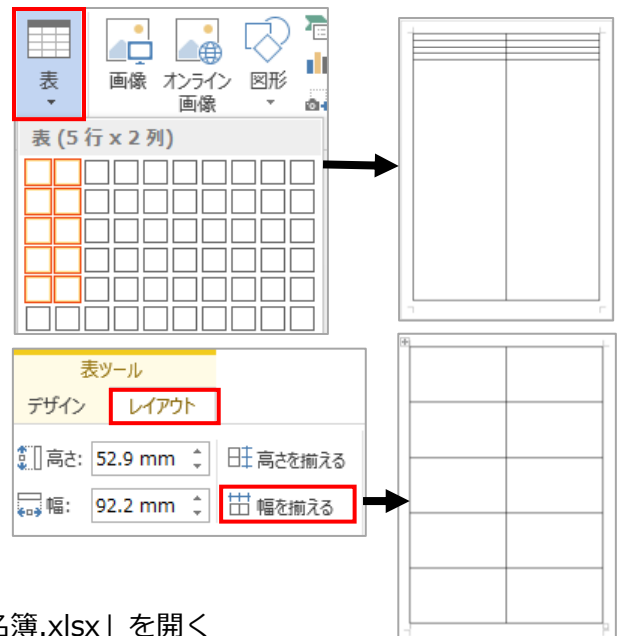 表
画像
オンライン
画像
図形
表 (5 行 x 2 列)
表ツール
デザイン
レイアウト
高さ: 52.9 mm
高さを揃える
幅: 92.2 mm
幅を揃える
名簿.xlsx」を開く